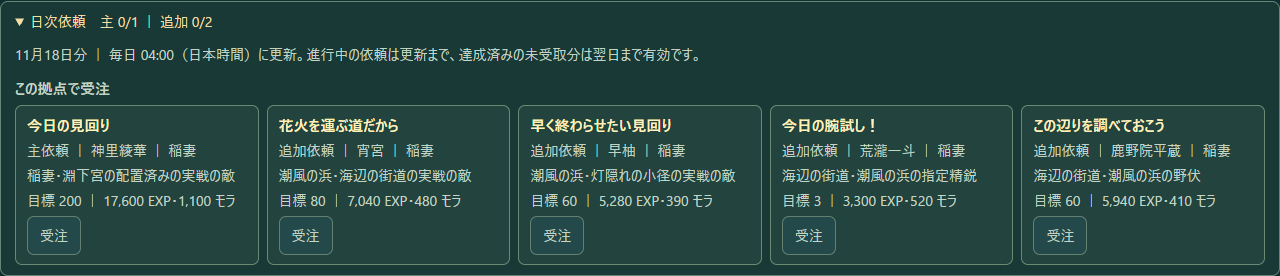 ▼ 日次依頼　主 0/1 ｜ 追加 0/2
11月18日分 ｜ 毎日 04:00（日本時間）に更新。進行中の依頼は更新まで、達成済みの未受取分は翌日まで有効です。
この拠点で受注
今日の見回り
主依頼 ｜ 神里綾華 ｜ 稲妻
稲妻・淵下宮の配置済みの実戦の敵
目標 200 ｜ 17,600 EXP・1,100 モラ
受注
花火を運ぶ道だから
追加依頼 ｜ 宵宮 ｜ 稲妻
潮風の浜・海辺の街道の実戦の敵
目標 80 ｜ 7,040 EXP・480 モラ
受注
早く終わらせたい見回り
追加依頼 ｜ 早柚 ｜ 稲妻
潮風の浜・灯隠れの小径の実戦の敵
目標 60 ｜ 5,280 EXP・390 モラ
受注
今日の腕試し！
追加依頼 ｜ 荒瀧一斗 ｜ 稲妻
海辺の街道・潮風の浜の指定精鋭
目標 3 ｜ 3,300 EXP・520 モラ
受注
この辺りを調べておこう
追加依頼 ｜ 鹿野院平蔵 ｜ 稲妻
海辺の街道・潮風の浜の野伏
目標 60 ｜ 5,940 EXP・410 モラ
受注